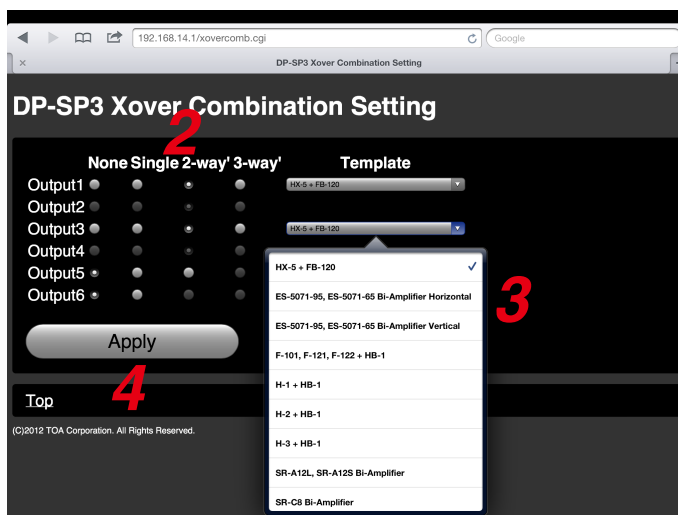 192.168.14.1/xovercomb.cgi
Google
× DP-SP3 Xover Combination Setting
DP-SP3 Xover Combination Setting
2
None Single 2-way' 3-way' Template
Output1 HX-5 + FB-120
Output2
Output3 HX-5 + FB-120
Output4
Output5
Output6
HX-5 + FB-120 ✓
ES-5071-95, ES-5071-65 Bi-Amplifier Horizontal
3
ES-5071-95, ES-5071-65 Bi-Amplifier Vertical
F-101, F-121, F-122 + HB-1
H-1 + HB-1
H-2 + HB-1
H-3 + HB-1
SR-A12L, SR-A12S Bi-Amplifier
SR-C8 Bi-Amplifier
Apply
4
Top
(C)2012 TOA Corporation. All Rights Reserved.